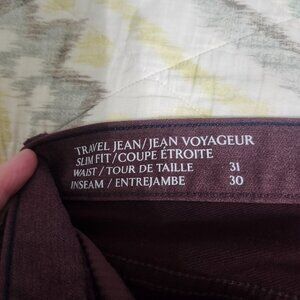 TRAVEL JEAN/JEAN VOYAGEUR
SLIM FIT/COUPE ÉTROITE
WAIST / TOUR DE TAILLE 31
INSEAM / ENTREJAMBE 30